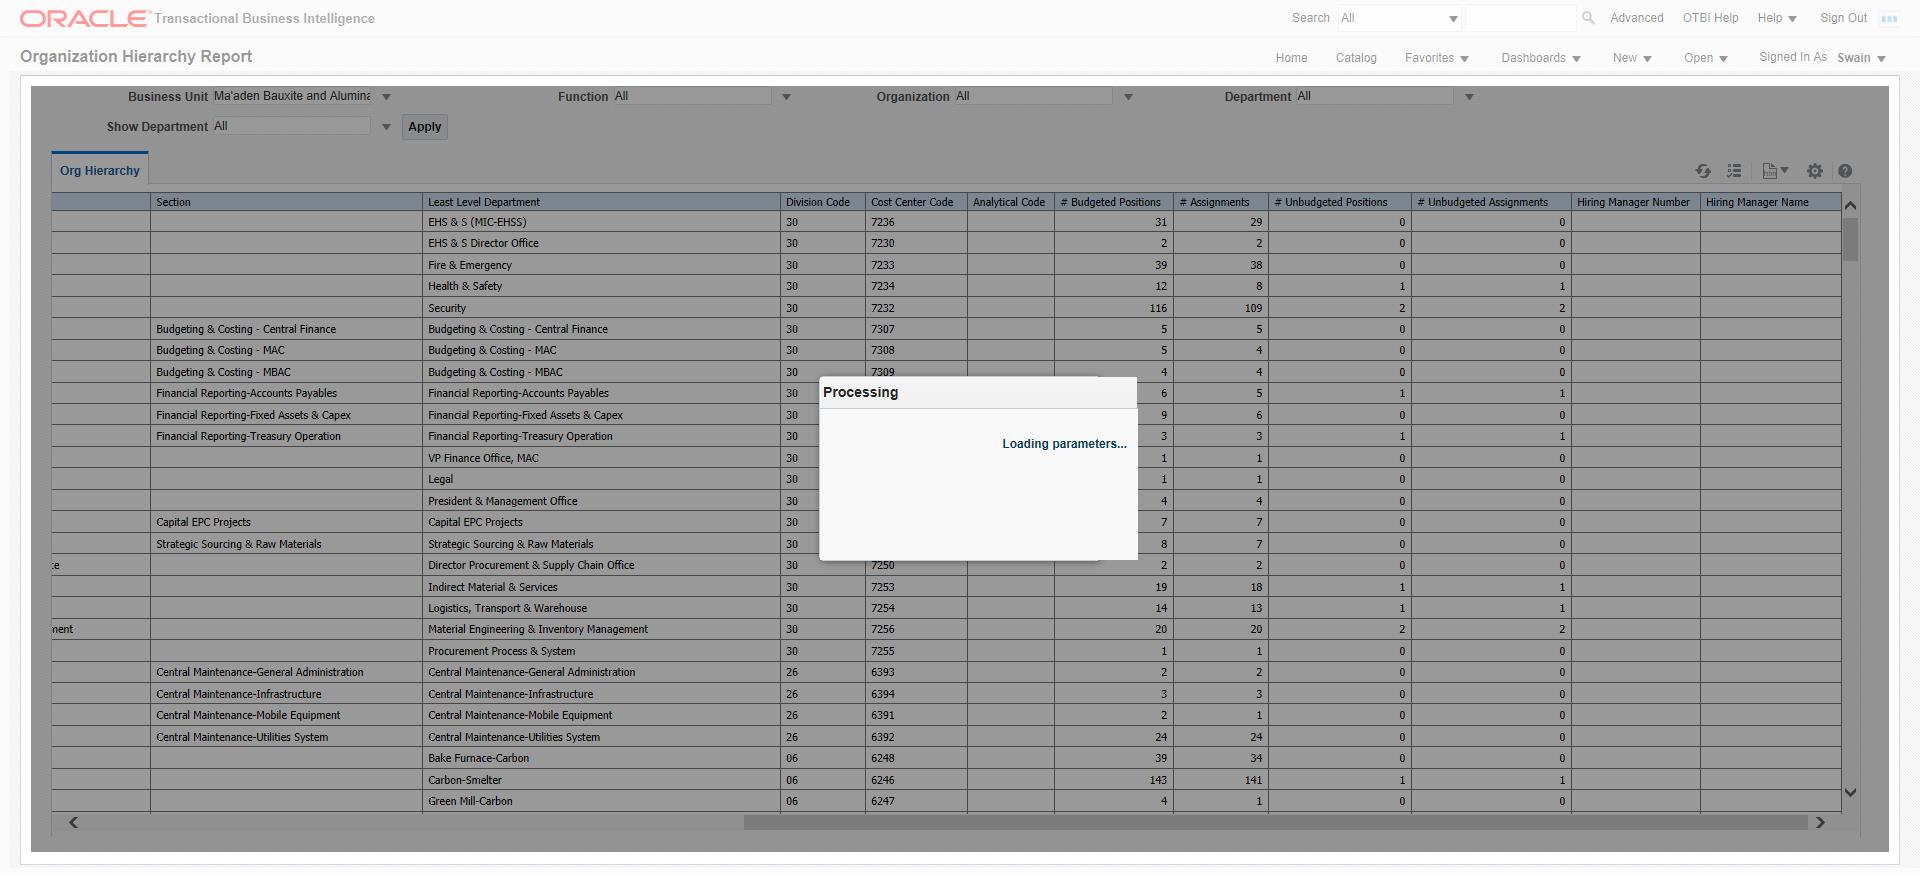 ORACLE Transactional Business Intelligence Search All Advanced OTBI Help Help Sign Out
Organization Hierarchy Report Home Catalog Favorites Dashboards New Open Signed In As Swain
Business Unit Ma'aden Bauxite and Alumina Function All Organization All Department All
Show Department All Apply
Org Hierarchy
Section Least Level Department Division Code Cost Center Code Analytical Code # Budgeted Positions # Assignments # Unbudgeted Positions # Unbudgeted Assignments Hiring Manager Number Hiring Manager Name
EHS & S (MIC-EHSS) 30 7236 31 29 0 0
EHS & S Director Office 30 7230 2 2 0 0
Fire & Emergency 30 7233 39 38 0 0
Health & Safety 30 7234 12 8 1 1
Security 30 7232 116 109 2 2
Budgeting & Costing - Central Finance Budgeting & Costing - Central Finance 30 7307 5 5 0 0
Budgeting & Costing - MAC Budgeting & Costing - MAC 30 7308 5 4 0 0
Budgeting & Costing - MBAC Budgeting & Costing - MBAC 30 7309 4 4 0 0
Financial Reporting-Accounts Payables Financial Reporting-Accounts Payables 30 6 5 1 1
Financial Reporting-Fixed Assets & Capex Financial Reporting-Fixed Assets & Capex 30 9 6 0 0
Financial Reporting-Treasury Operation Financial Reporting-Treasury Operation 30 3 3 1 1
VP Finance Office, MAC 30 1 1 0 0
Legal 30 1 1 0 0
President & Management Office 30 4 4 0 0
Capital EPC Projects Capital EPC Projects 30 7 7 0 0
Strategic Sourcing & Raw Materials Strategic Sourcing & Raw Materials 30 8 7 0 0
ce Director Procurement & Supply Chain Office 30 7250 2 2 0 0
Indirect Material & Services 30 7253 19 18 1 1
Logistics, Transport & Warehouse 30 7254 14 13 1 1
ment Material Engineering & Inventory Management 30 7256 20 20 2 2
Procurement Process & System 30 7255 1 1 0 0
Central Maintenance-General Administration Central Maintenance-General Administration 26 6393 2 2 0 0
Central Maintenance-Infrastructure Central Maintenance-Infrastructure 26 6394 3 3 0 0
Central Maintenance-Mobile Equipment Central Maintenance-Mobile Equipment 26 6391 2 1 0 0
Central Maintenance-Utilities System Central Maintenance-Utilities System 26 6392 24 24 0 0
Bake Furnace-Carbon 06 6248 39 34 0 0
Carbon-Smelter 06 6246 143 141 1 1
Green Mill-Carbon 06 6247 4 1 0 0
Processing
Loading parameters...